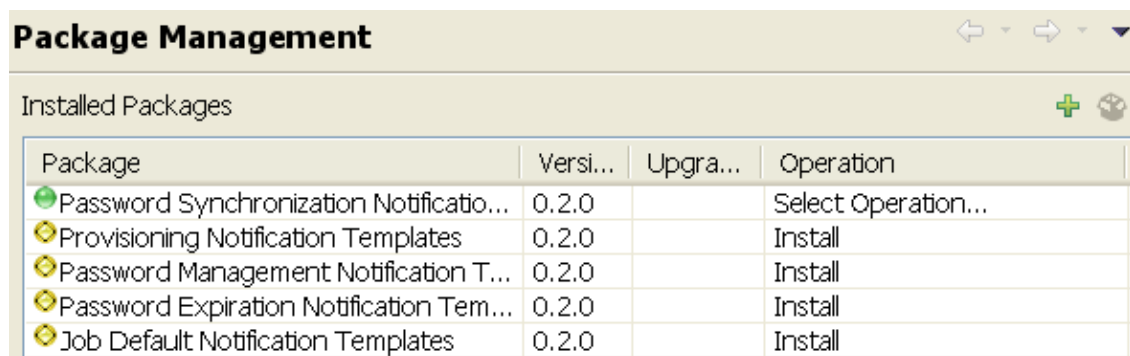 Package Management
Installed Packages
Package Versi... Upgra... Operation
Password Synchronization Notificatio... 0.2.0 Select Operation...
Provisioning Notification Templates 0.2.0 Install
Password Management Notification T... 0.2.0 Install
Password Expiration Notification Tem... 0.2.0 Install
Job Default Notification Templates 0.2.0 Install